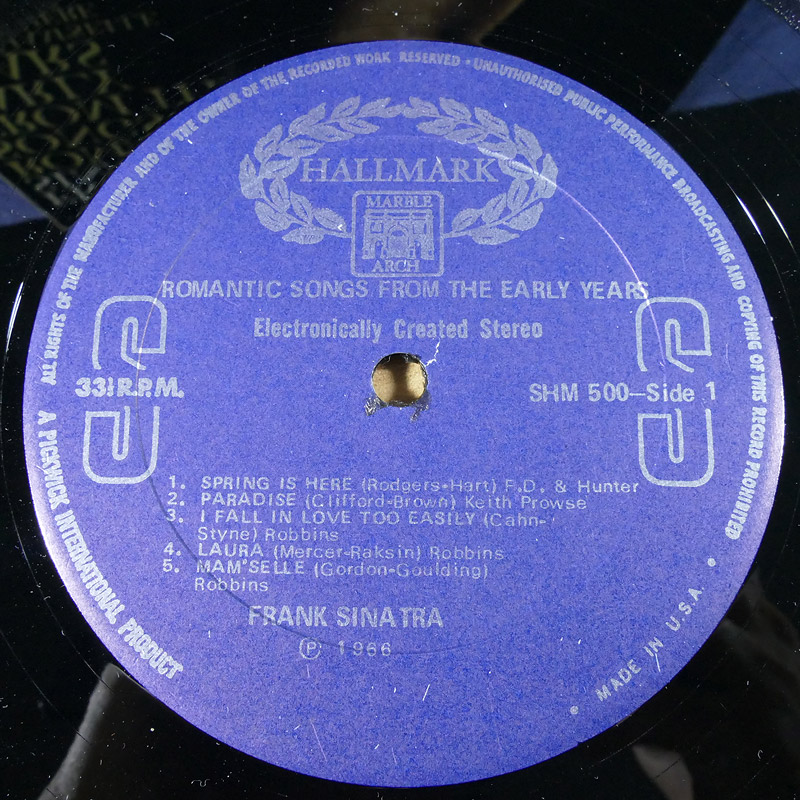 ALL RIGHTS OF THE MANUFACTURER AND OF THE OWNER OF THE RECORDED WORK RESERVED • UNAUTHORISED PUBLIC PERFORMANCE BROADCASTING AND COPYING OF THIS RECORD PROHIBITED
HALLMARK
MARBLE
ARCH
ROMANTIC SONGS FROM THE EARLY YEARS
Electronically Created Stereo
33⅓ R.P.M.
SHM 500—Side 1
1. SPRING IS HERE (Rodgers-Hart) F.D. & Hunter
2. PARADISE (Clifford-Brown) Keith Prowse
3. I FALL IN LOVE TOO EASILY (Cahn-
Styne) Robbins
4. LAURA (Mercer-Raksin) Robbins
5. MAM'SELLE (Gordon-Goulding)
Robbins
FRANK SINATRA
Ⓟ 1966
A PICKWICK INTERNATIONAL PRODUCT
• MADE IN U.S.A. •